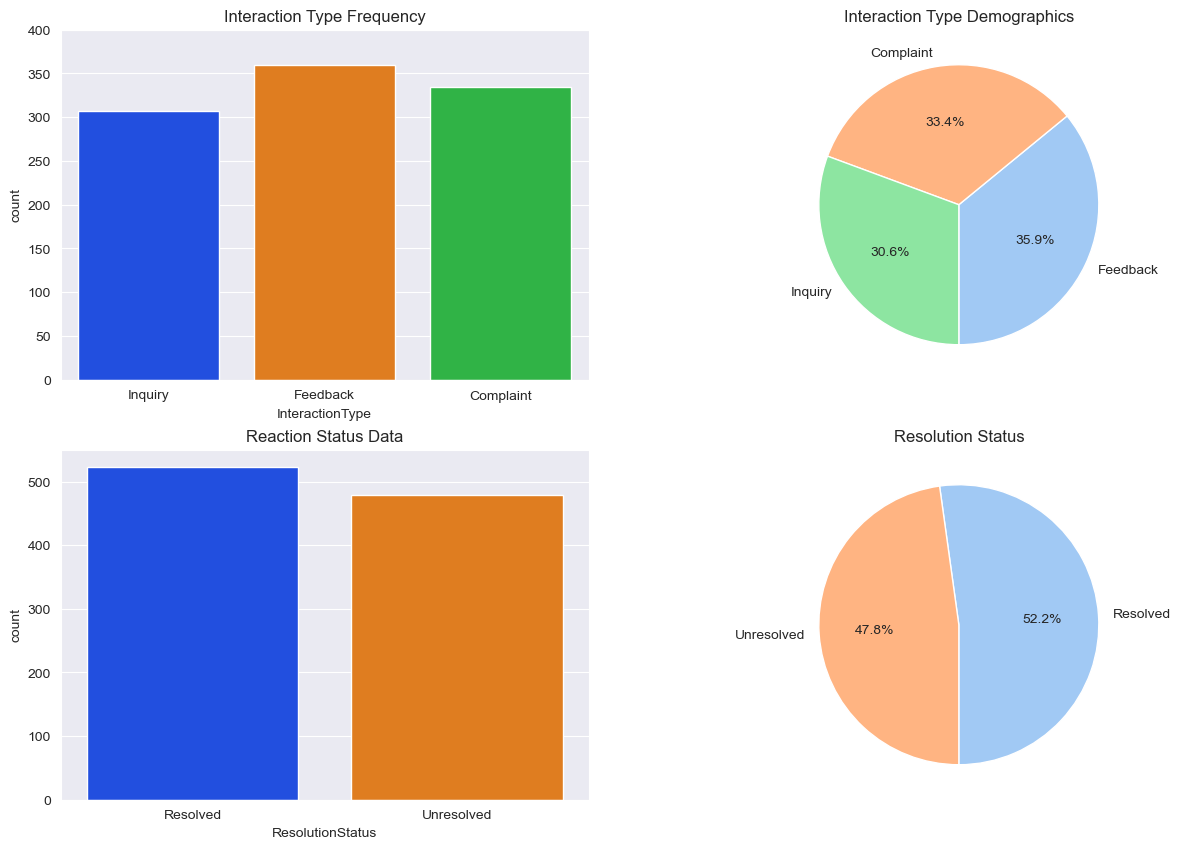 Interaction Type Frequency
400
350
300
250
200
150
100
50
0
count
Inquiry
Feedback
Complaint
InteractionType
Interaction Type Demographics
Complaint
33.4%
30.6%
35.9%
Inquiry
Feedback
Reaction Status Data
500
400
300
200
100
0
count
Resolved
Unresolved
ResolutionStatus
Resolution Status
Unresolved
47.8%
52.2%
Resolved